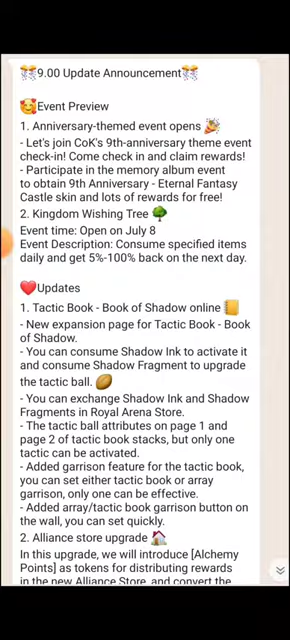 🎊9.00 Update Announcement🎊
🥰Event Preview
1. Anniversary-themed event opens 🎉
- Let's join CoK's 9th-anniversary theme event
check-in! Come check in and claim rewards!
- Participate in the memory album event
to obtain 9th Anniversary - Eternal Fantasy
Castle skin and lots of rewards for free!
2. Kingdom Wishing Tree 🌳
Event time: Open on July 8
Event Description: Consume specified items
daily and get 5%-100% back on the next day.
❤️Updates
1. Tactic Book - Book of Shadow online 📒
- New expansion page for Tactic Book - Book
of Shadow.
- You can consume Shadow Ink to activate it
and consume Shadow Fragment to upgrade
the tactic ball. 🏉
- You can exchange Shadow Ink and Shadow
Fragments in Royal Arena Store.
- The tactic ball attributes on page 1 and
page 2 of tactic book stacks, but only one
tactic can be activated.
- Added garrison feature for the tactic book,
you can set either tactic book or array
garrison, only one can be effective.
- Added array/tactic book garrison button on
the wall, you can set quickly.
2. Alliance store upgrade 🏠
In this upgrade, we will introduce [Alchemy
Points] as tokens for distributing rewards
in the new Alliance Store, and convert the